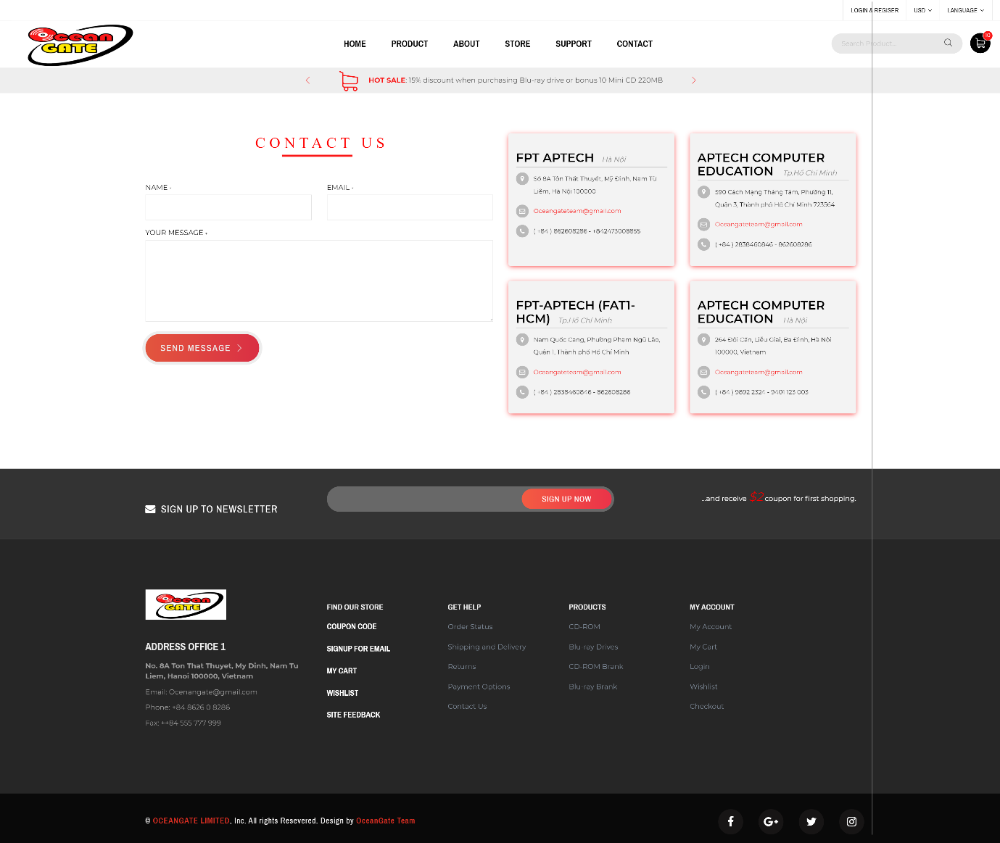 LOGIN & REGISER USD LANGUAGE
Ocean
GATE
HOME PRODUCT ABOUT STORE SUPPORT CONTACT
Search Product...
10
HOT SALE: 15% discount when purchasing Blu-ray drive or bonus 10 Mini CD 220MB
CONTACT US
NAME *
EMAIL *
YOUR MESSAGE *
SEND MESSAGE
FPT APTECH Hà Nội
Số 8A Tôn Thất Thuyết, Mỹ Đình, Nam Từ
Liêm, Hà Nội 100000
Oceangateteam@gmail.com
( +84 ) 862608286 - +842473008855
APTECH COMPUTER
EDUCATION Tp.Hồ Chí Minh
590 Cách Mạng Tháng Tám, Phường 11,
Quận 3, Thành phố Hồ Chí Minh 723564
Oceangateteam@gmail.com
( +84 ) 2838460846 - 862608286
FPT-APTECH (FAT1-
HCM) Tp.Hồ Chí Minh
Nam Quốc Cang, Phường Phạm Ngũ Lão,
Quận 1, Thành phố Hồ Chí Minh
Oceangateteam@gmail.com
( +84 ) 2838460846 - 862608286
APTECH COMPUTER
EDUCATION Hà Nội
264 Đội Cấn, Liễu Giai, Ba Đình, Hà Nội
100000, Vietnam
Oceangateteam@gmail.com
( +84 ) 9892 2324 - 9401 123 003
SIGN UP TO NEWSLETTER
SIGN UP NOW
...and receive $2 coupon for first shopping.
Ocean
GATE
ADDRESS OFFICE 1
No. 8A Ton That Thuyet, My Dinh, Nam Tu
Liem, Hanoi 100000, Vietnam
Email: Ocenangate@gmail.com
Phone: +84 8626 0 8286
Fax: ++84 555 777 999
FIND OUR STORE
COUPON CODE
SIGNUP FOR EMAIL
MY CART
WISHLIST
SITE FEEDBACK
GET HELP
Order Status
Shipping and Delivery
Returns
Payment Options
Contact Us
PRODUCTS
CD-ROM
Blu-ray Drives
CD-ROM Brank
Blu-ray Brank
MY ACCOUNT
My Account
My Cart
Login
Wishlist
Checkout
© OCEANGATE LIMITED, Inc. All rights Resevered. Design by OceanGate Team